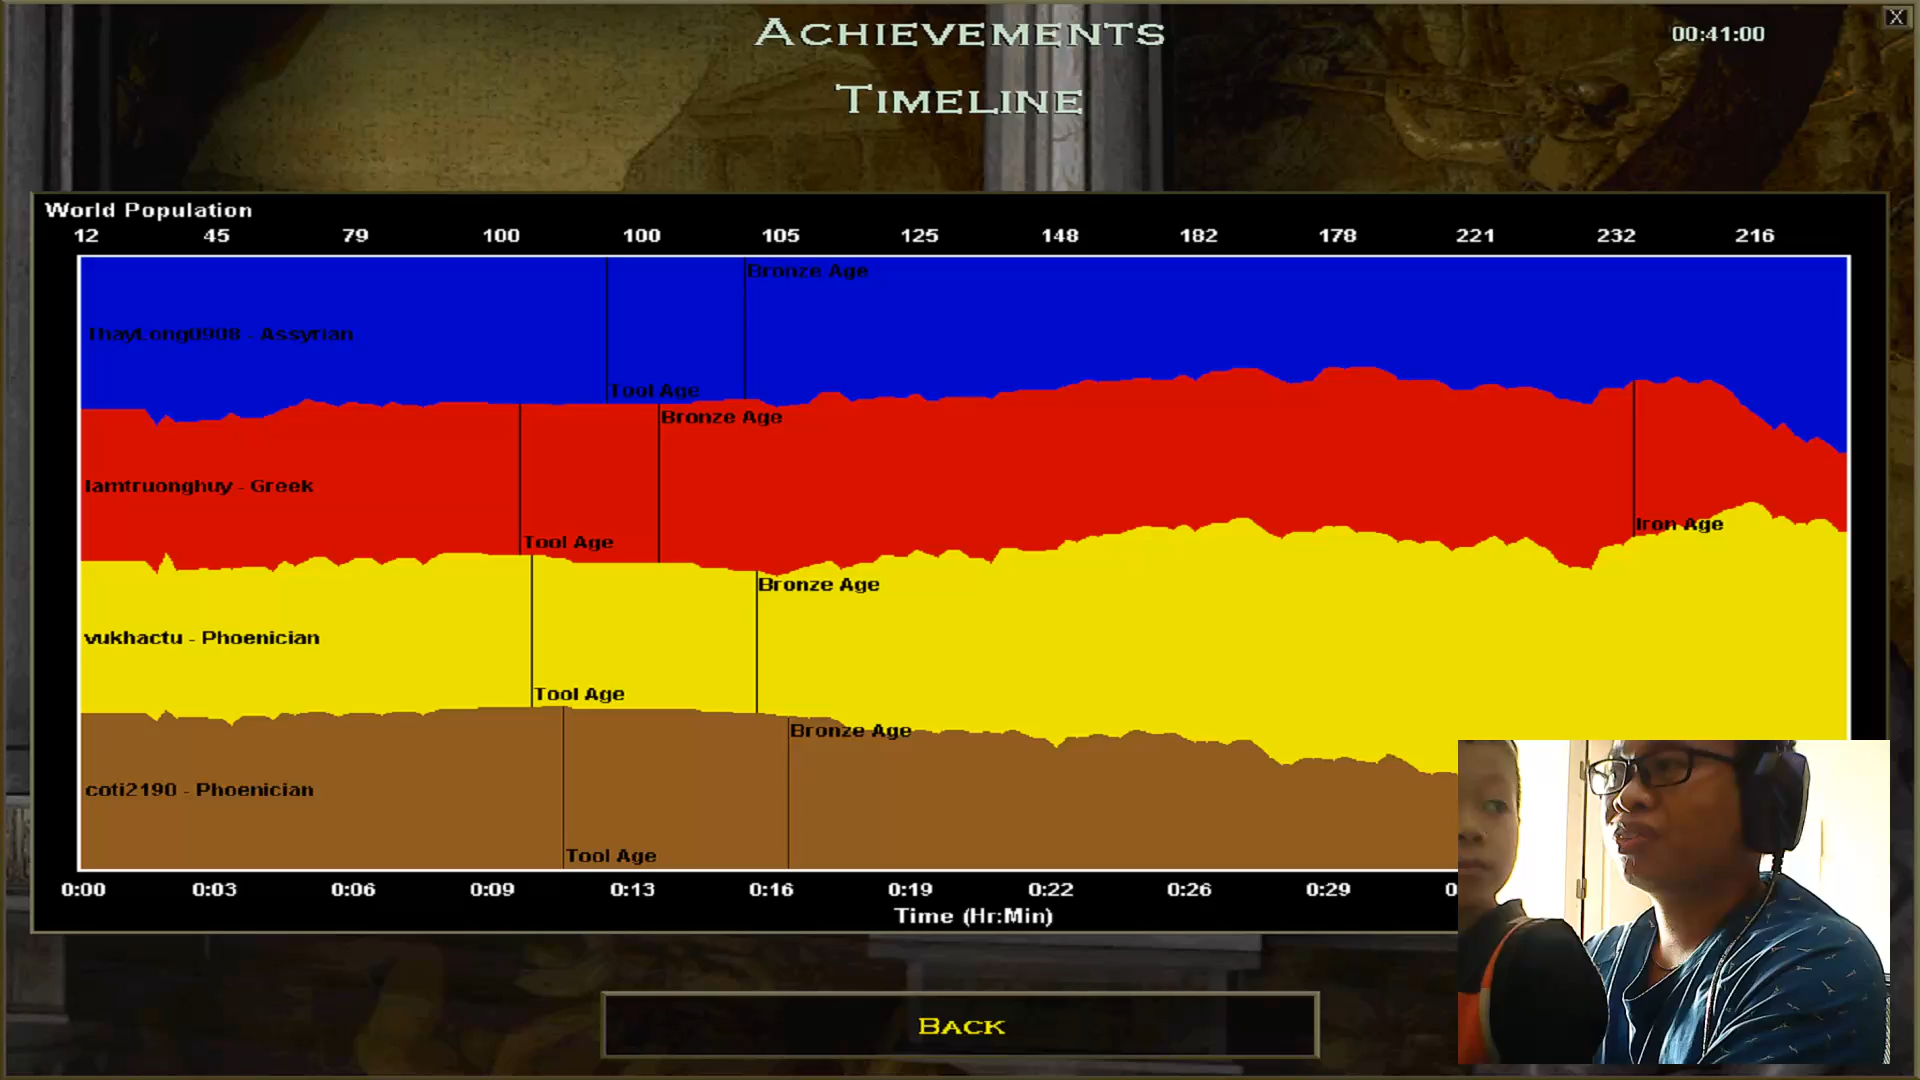 ACHIEVEMENTS
00:41:00
X
TIMELINE
World Population
12 45 79 100 100 105 125 148 182 178 221 232 216
Bronze Age
ThayLong0908 - Assyrian
Tool Age
Bronze Age
lamtruonghuy - Greek
Iron Age
Tool Age
Bronze Age
vukhactu - Phoenician
Tool Age
Bronze Age
coti2190 - Phoenician
Tool Age
0:00 0:03 0:06 0:09 0:13 0:16 0:19 0:22 0:26 0:29
Time (Hr:Min)
BACK